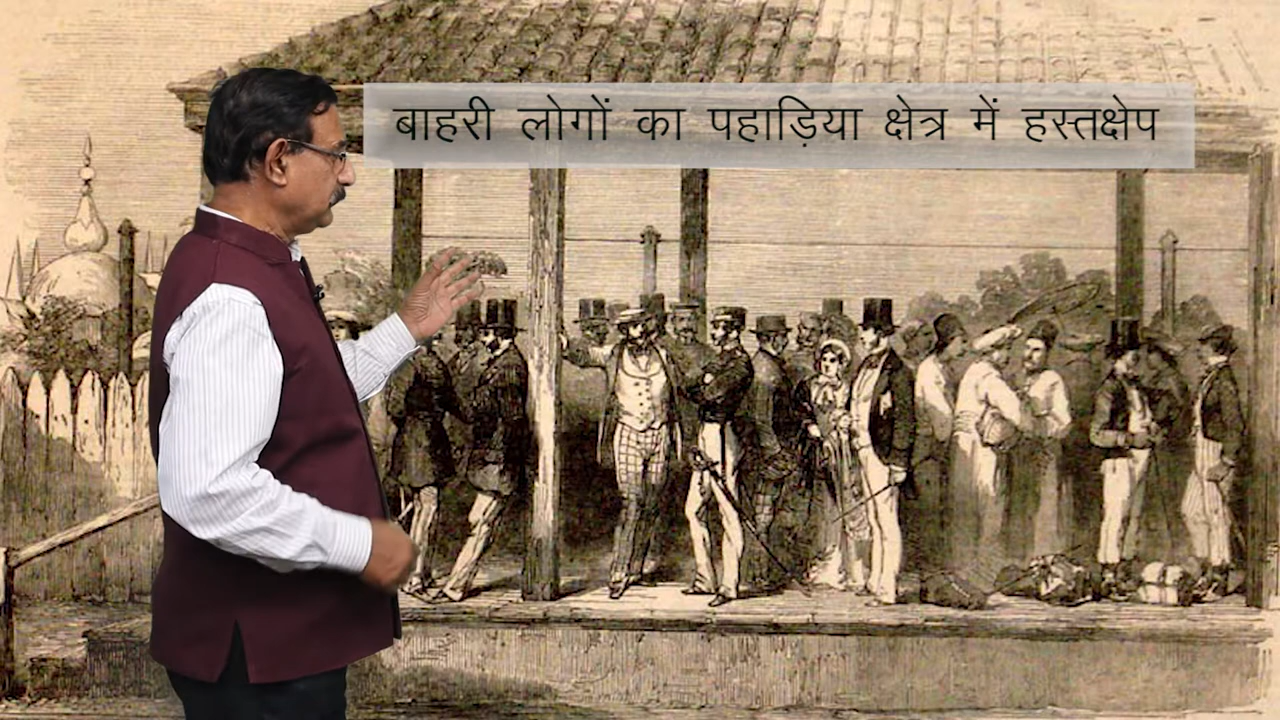 बाहरी लोगों का पहाड़िया क्षेत्र में हस्तक्षेप